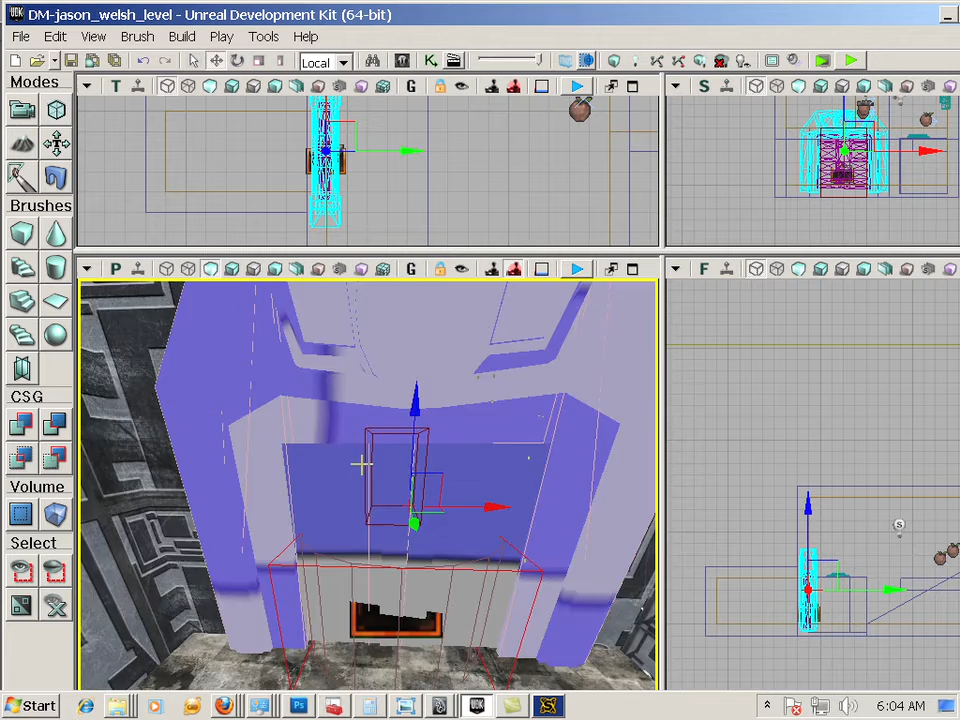 DM-jason_welsh_level - Unreal Development Kit (64-bit)
File Edit View Brush Build Play Tools Help
Local
Modes
T G S
Brushes
P G F
CSG
Volume
Select
S
Start Ps 6:04 AM